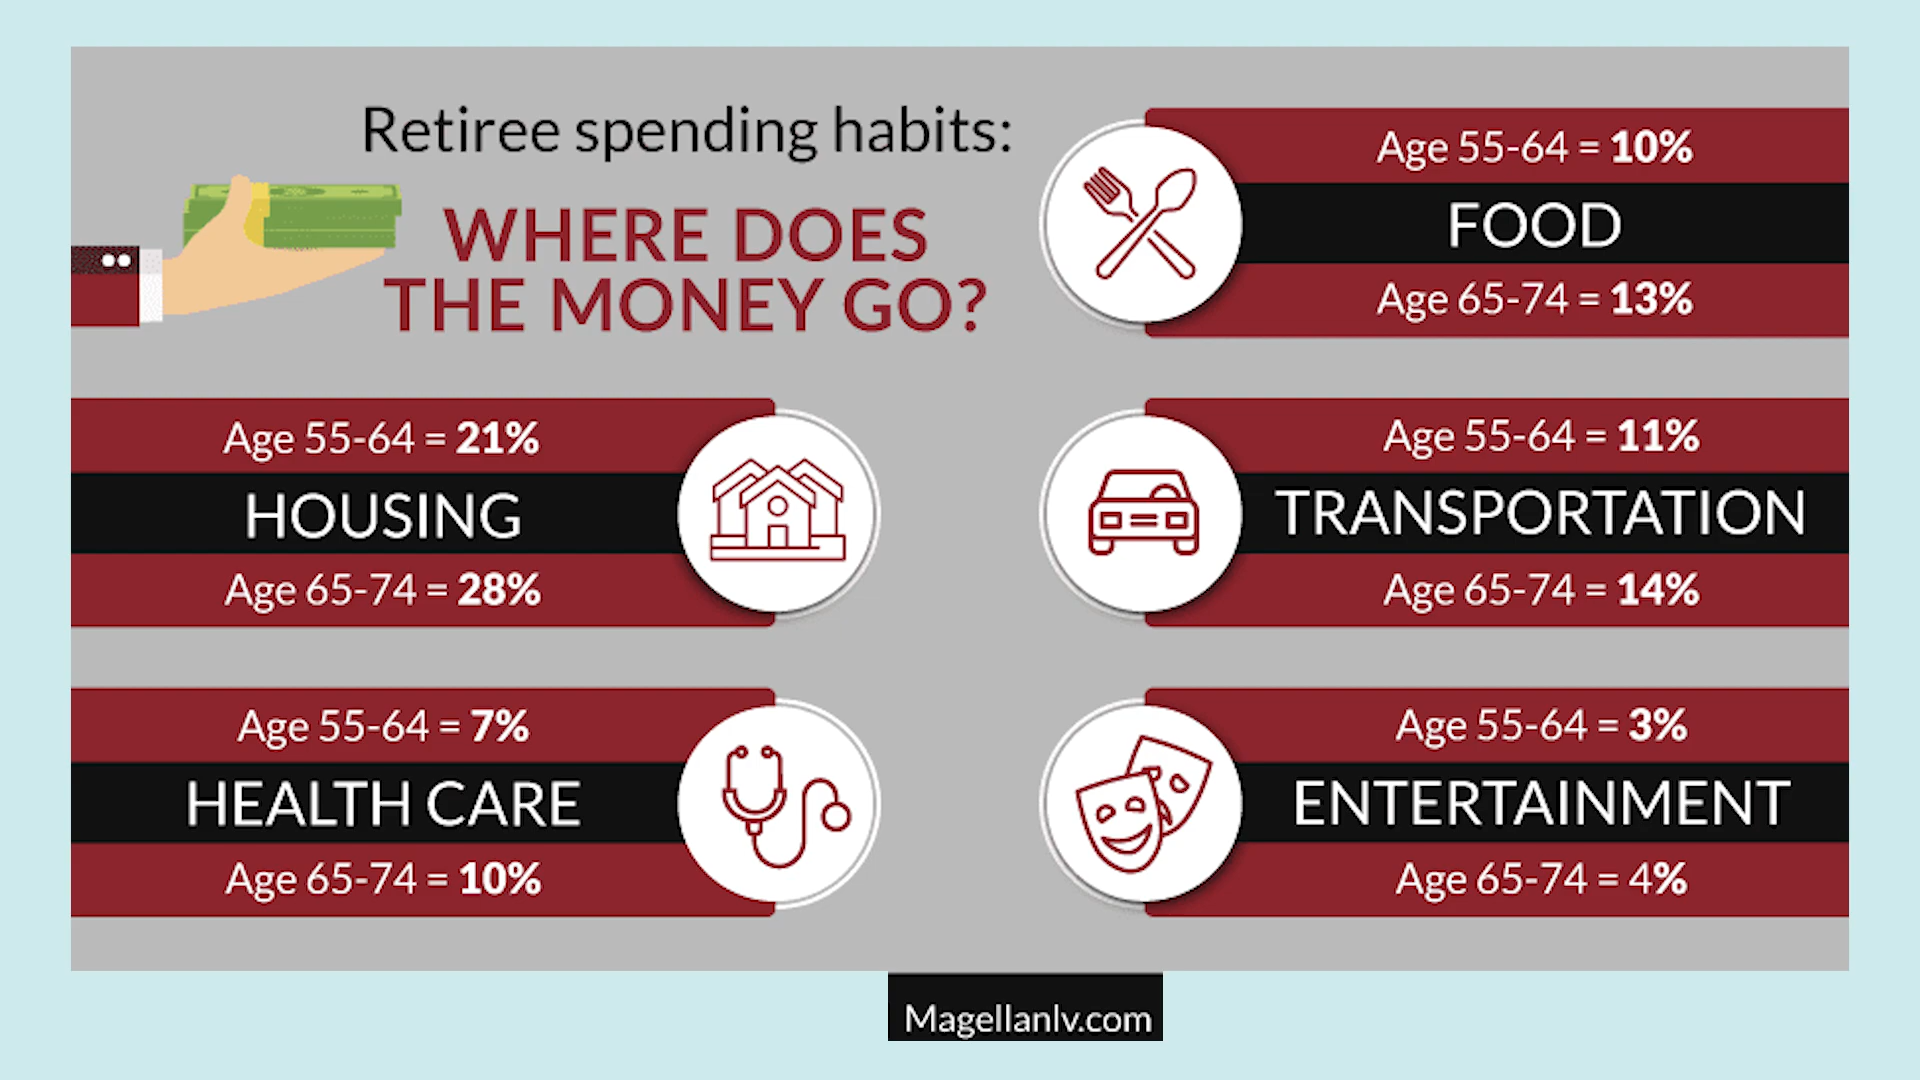 Retiree spending habits:
WHERE DOES
THE MONEY GO?
Age 55-64 = 10%
FOOD
Age 65-74 = 13%
Age 55-64 = 21%
HOUSING
Age 65-74 = 28%
Age 55-64 = 11%
TRANSPORTATION
Age 65-74 = 14%
Age 55-64 = 7%
HEALTH CARE
Age 65-74 = 10%
Age 55-64 = 3%
ENTERTAINMENT
Age 65-74 = 4%
Magellanlv.com